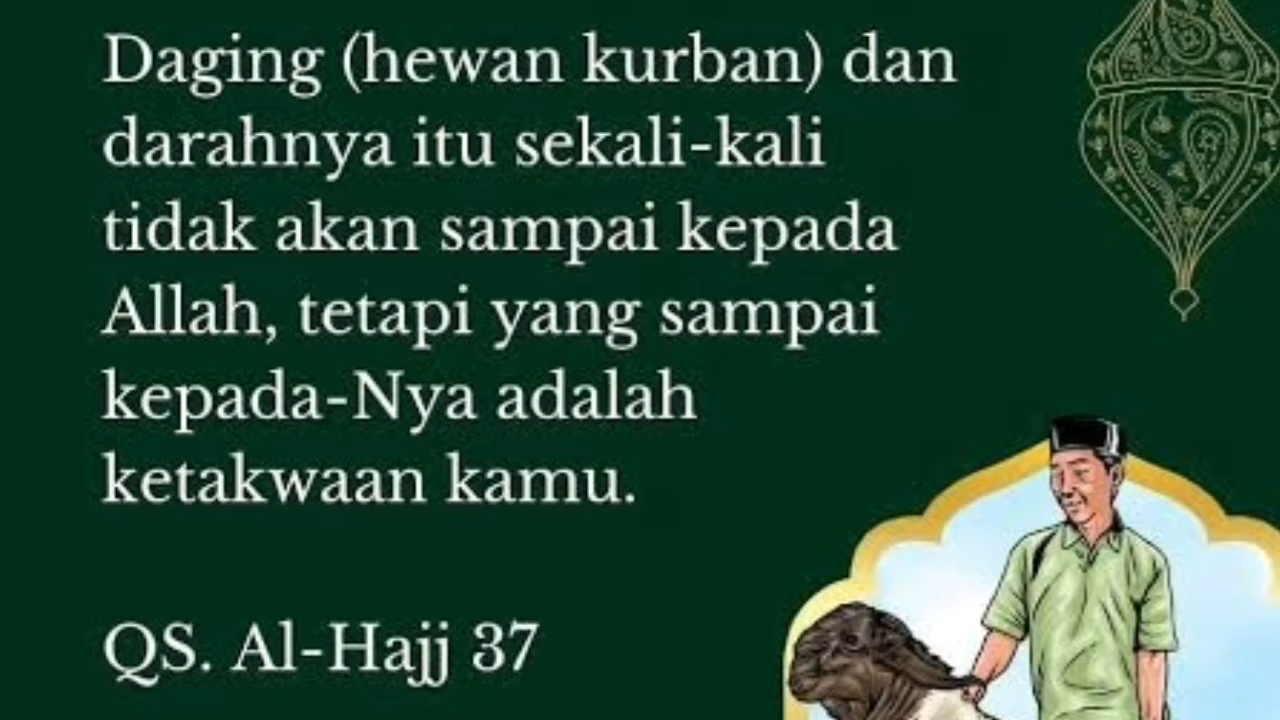 Daging (hewan kurban) dan
darahnya itu sekali-kali
tidak akan sampai kepada
Allah, tetapi yang sampai
kepada-Nya adalah
ketakwaan kamu.
QS. Al-Hajj 37